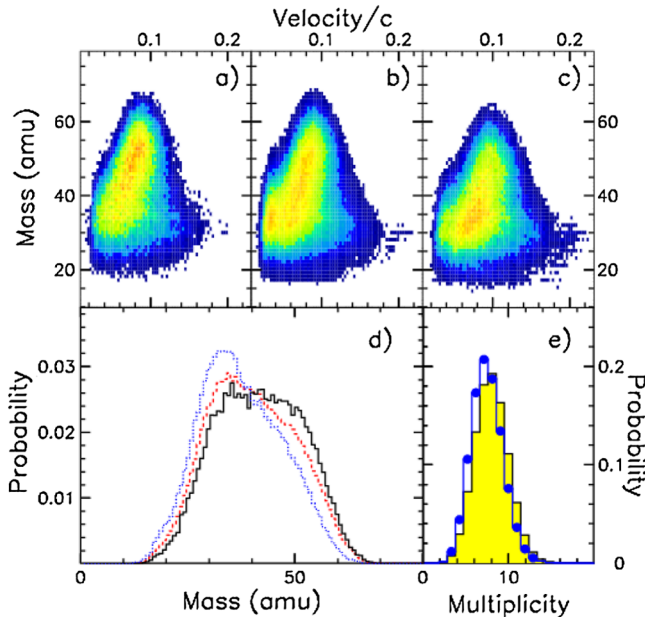 Velocity/c
0.1 0.2 0.1 0.2 0.1 0.2
a) b) c)
Mass (amu)
60 60
40 40
20 20
d) e)
Probability
0.03
0.02
0.01
0.2
0.1
0
Probability
0 50 0 10
Mass (amu) Multiplicity